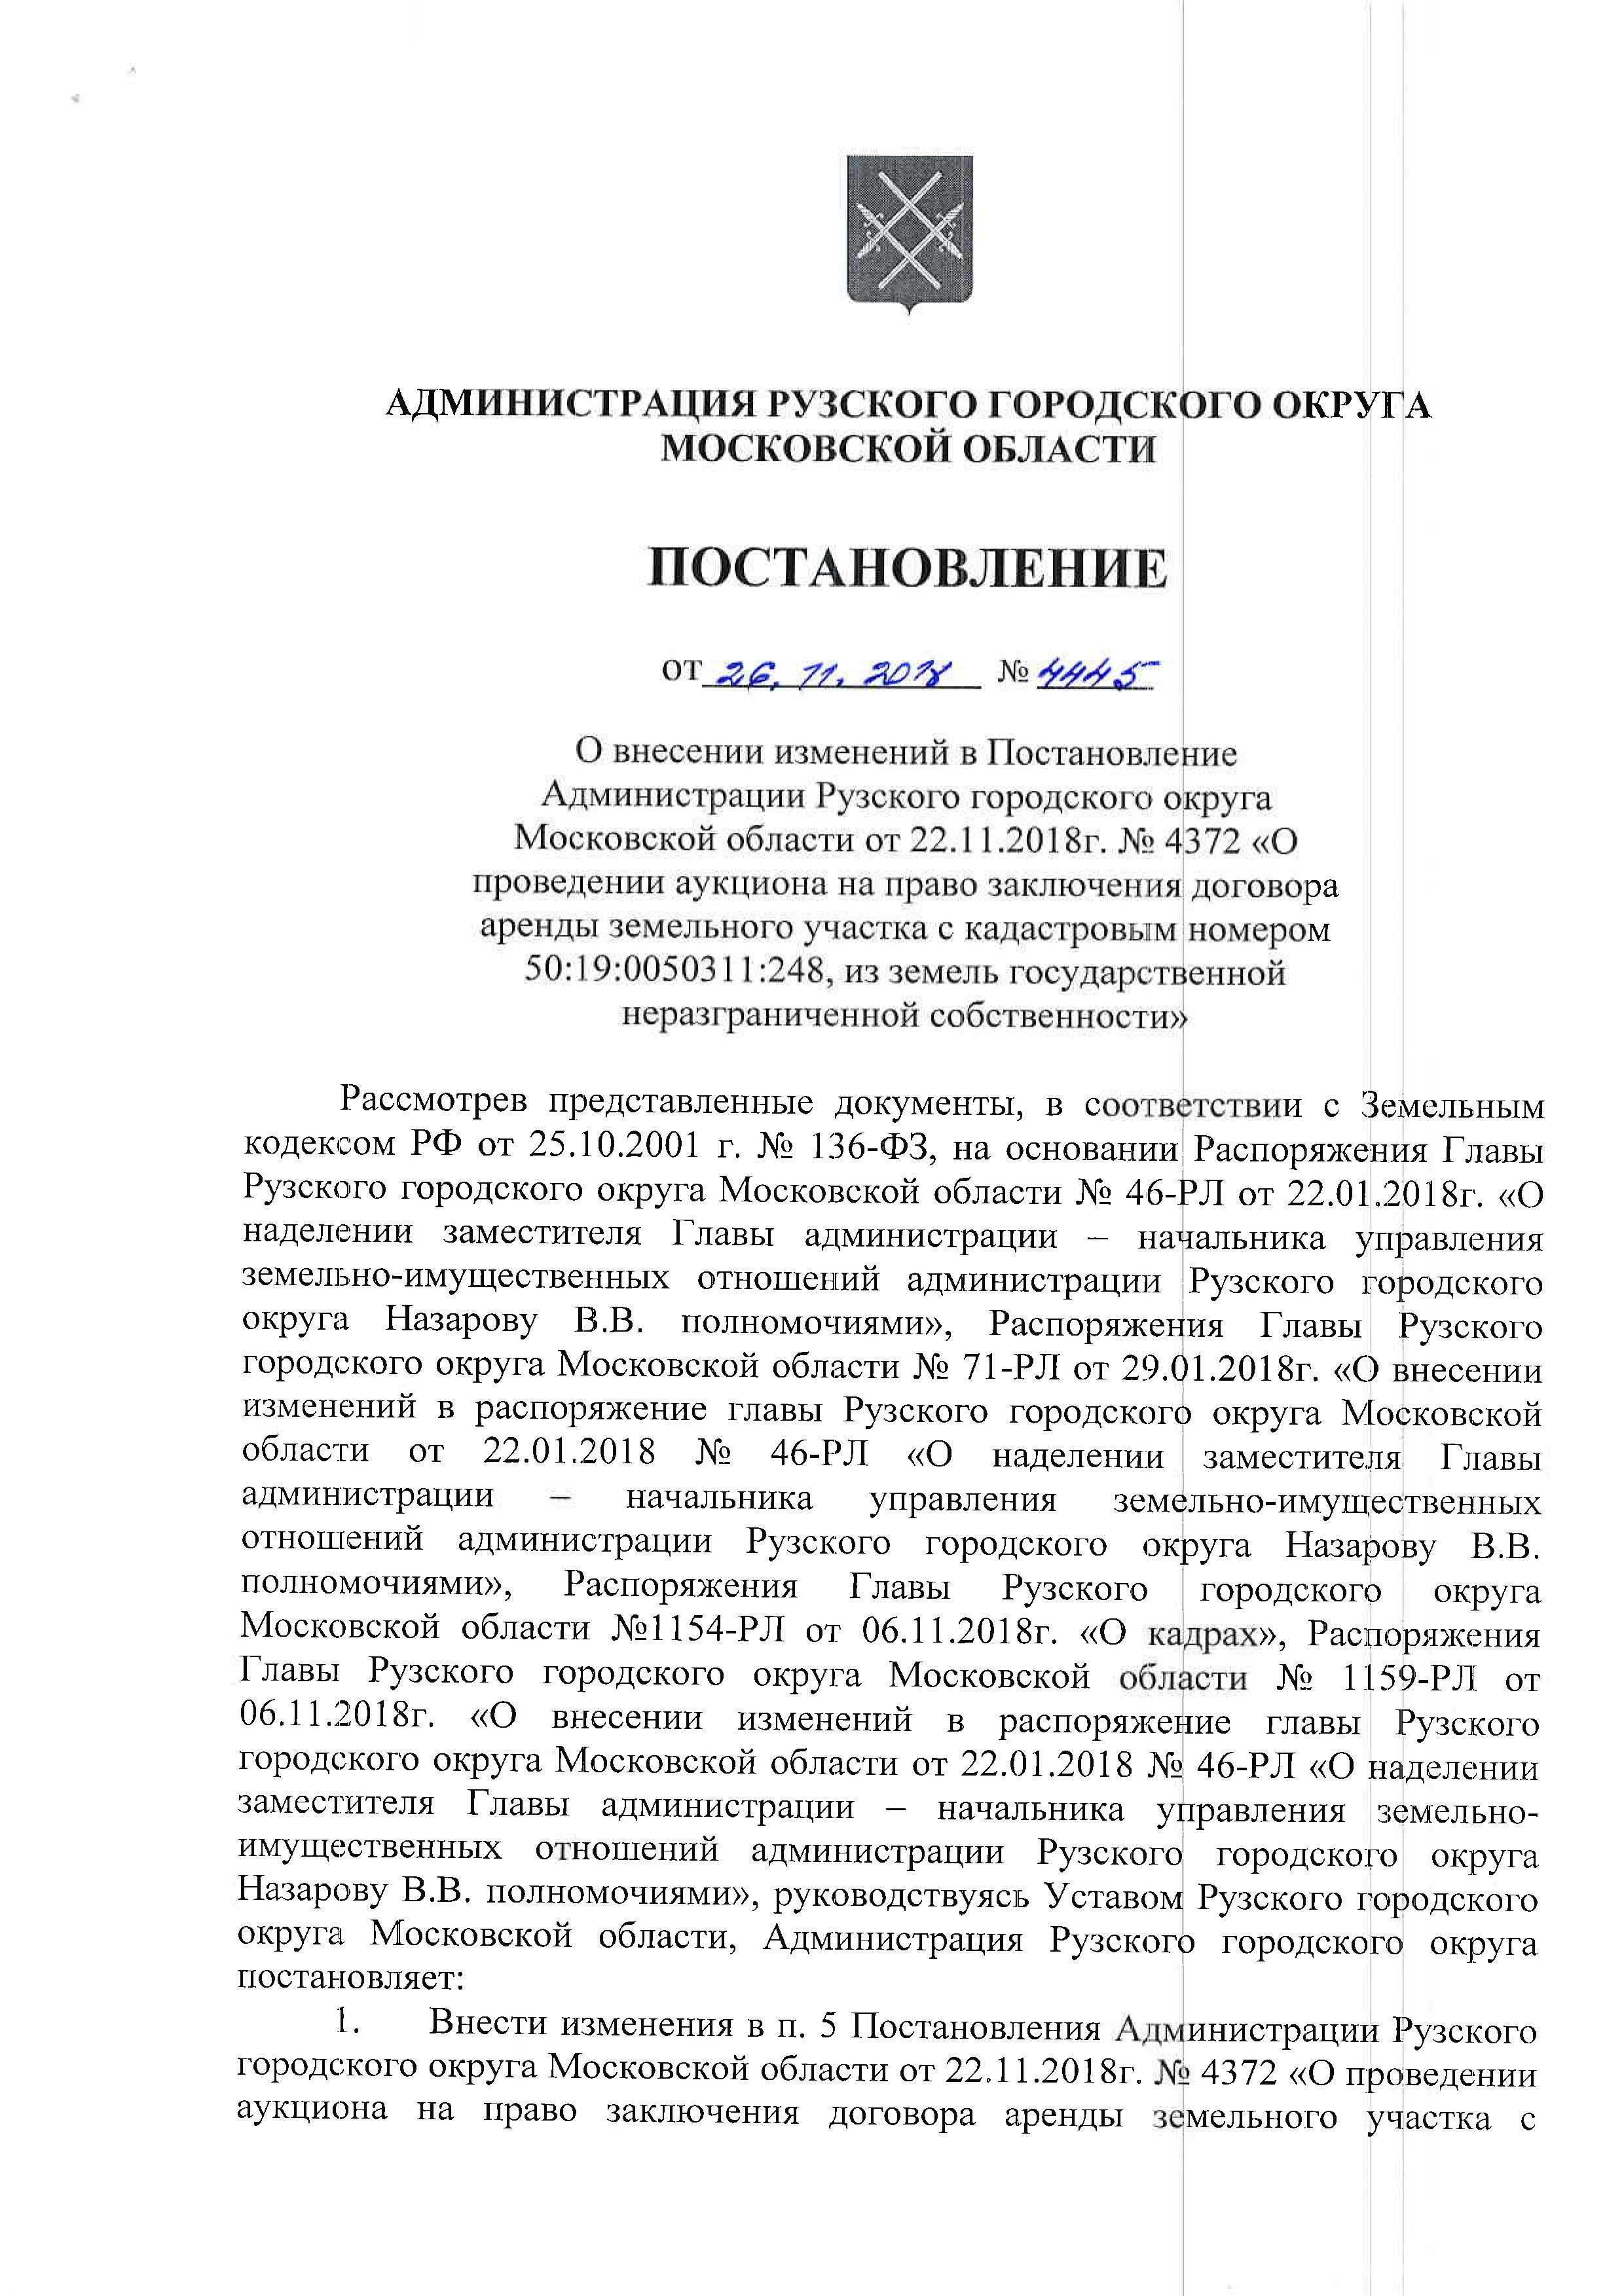 АДМИНИСТРАЦИЯ РУЗСКОГО ГОРОДСКОГО ОКРУГА
МОСКОВСКОЙ ОБЛАСТИ
ПОСТАНОВЛЕНИЕ
от 26.11.2018 № 4445
О внесении изменений в Постановление
Администрации Рузского городского округа
Московской области от 22.11.2018г. № 4372 «О
проведении аукциона на право заключения договора
аренды земельного участка с кадастровым номером
50:19:0050311:248, из земель государственной
неразграниченной собственности»
Рассмотрев представленные документы, в соответствии с Земельным
кодексом РФ от 25.10.2001 г. № 136-ФЗ, на основании Распоряжения Главы
Рузского городского округа Московской области № 46-РЛ от 22.01.2018г. «О
наделении заместителя Главы администрации – начальника управления
земельно-имущественных отношений администрации Рузского городского
округа Назарову В.В. полномочиями», Распоряжения Главы Рузского
городского округа Московской области № 71-РЛ от 29.01.2018г. «О внесении
изменений в распоряжение главы Рузского городского округа Московской
области от 22.01.2018 № 46-РЛ «О наделении заместителя Главы
администрации – начальника управления земельно-имущественных
отношений администрации Рузского городского округа Назарову В.В.
полномочиями», Распоряжения Главы Рузского городского округа
Московской области №1154-РЛ от 06.11.2018г. «О кадрах», Распоряжения
Главы Рузского городского округа Московской области № 1159-РЛ от
06.11.2018г. «О внесении изменений в распоряжение главы Рузского
городского округа Московской области от 22.01.2018 № 46-РЛ «О наделении
заместителя Главы администрации – начальника управления земельно-
имущественных отношений администрации Рузского городского округа
Назарову В.В. полномочиями», руководствуясь Уставом Рузского городского
округа Московской области, Администрация Рузского городского округа
постановляет:
1. Внести изменения в п. 5 Постановления Администрации Рузского
городского округа Московской области от 22.11.2018г. № 4372 «О проведении
аукциона на право заключения договора аренды земельного участка с